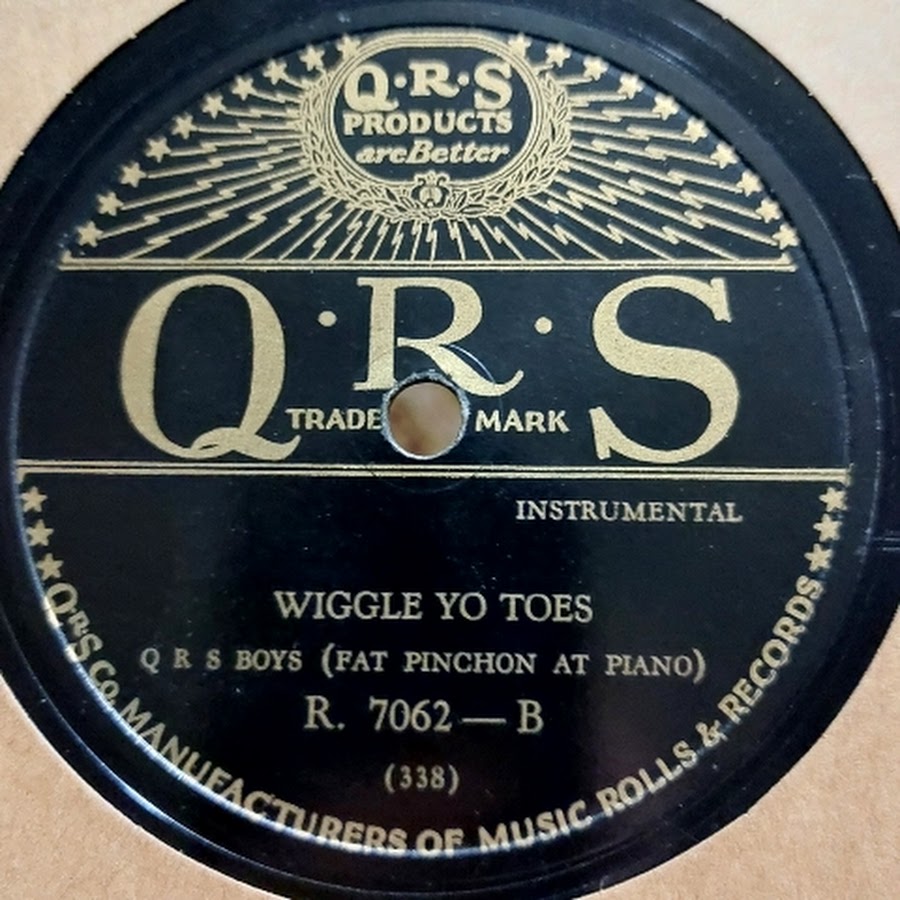 Q·R·S
PRODUCTS
are Better
Q·R·S
TRADE MARK
INSTRUMENTAL
WIGGLE YO TOES
Q R S BOYS (FAT PINCHON AT PIANO)
R. 7062 — B
(338)
Q·R·S Co. MANUFACTURERS OF MUSIC ROLLS & RECORDS